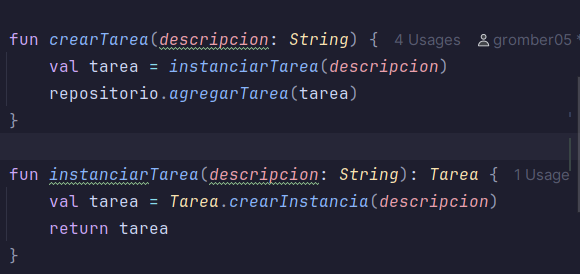 fun crearTarea(descripcion: String) { 4 Usages gromber05 *
    val tarea = instanciarTarea(descripcion)
    repositorio.agregarTarea(tarea)
}
fun instanciarTarea(descripcion: String): Tarea { 1 Usage
    val tarea = Tarea.crearInstancia(descripcion)
    return tarea
}